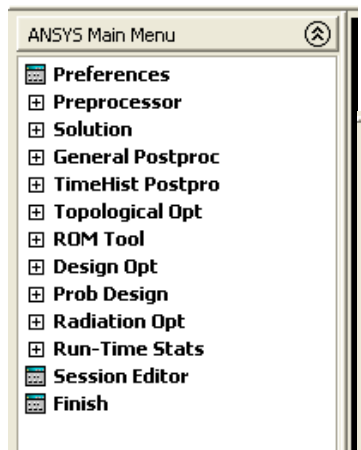 ANSYS Main Menu
Preferences
Preprocessor
Solution
General Postproc
TimeHist Postpro
Topological Opt
ROM Tool
Design Opt
Prob Design
Radiation Opt
Run-Time Stats
Session Editor
Finish